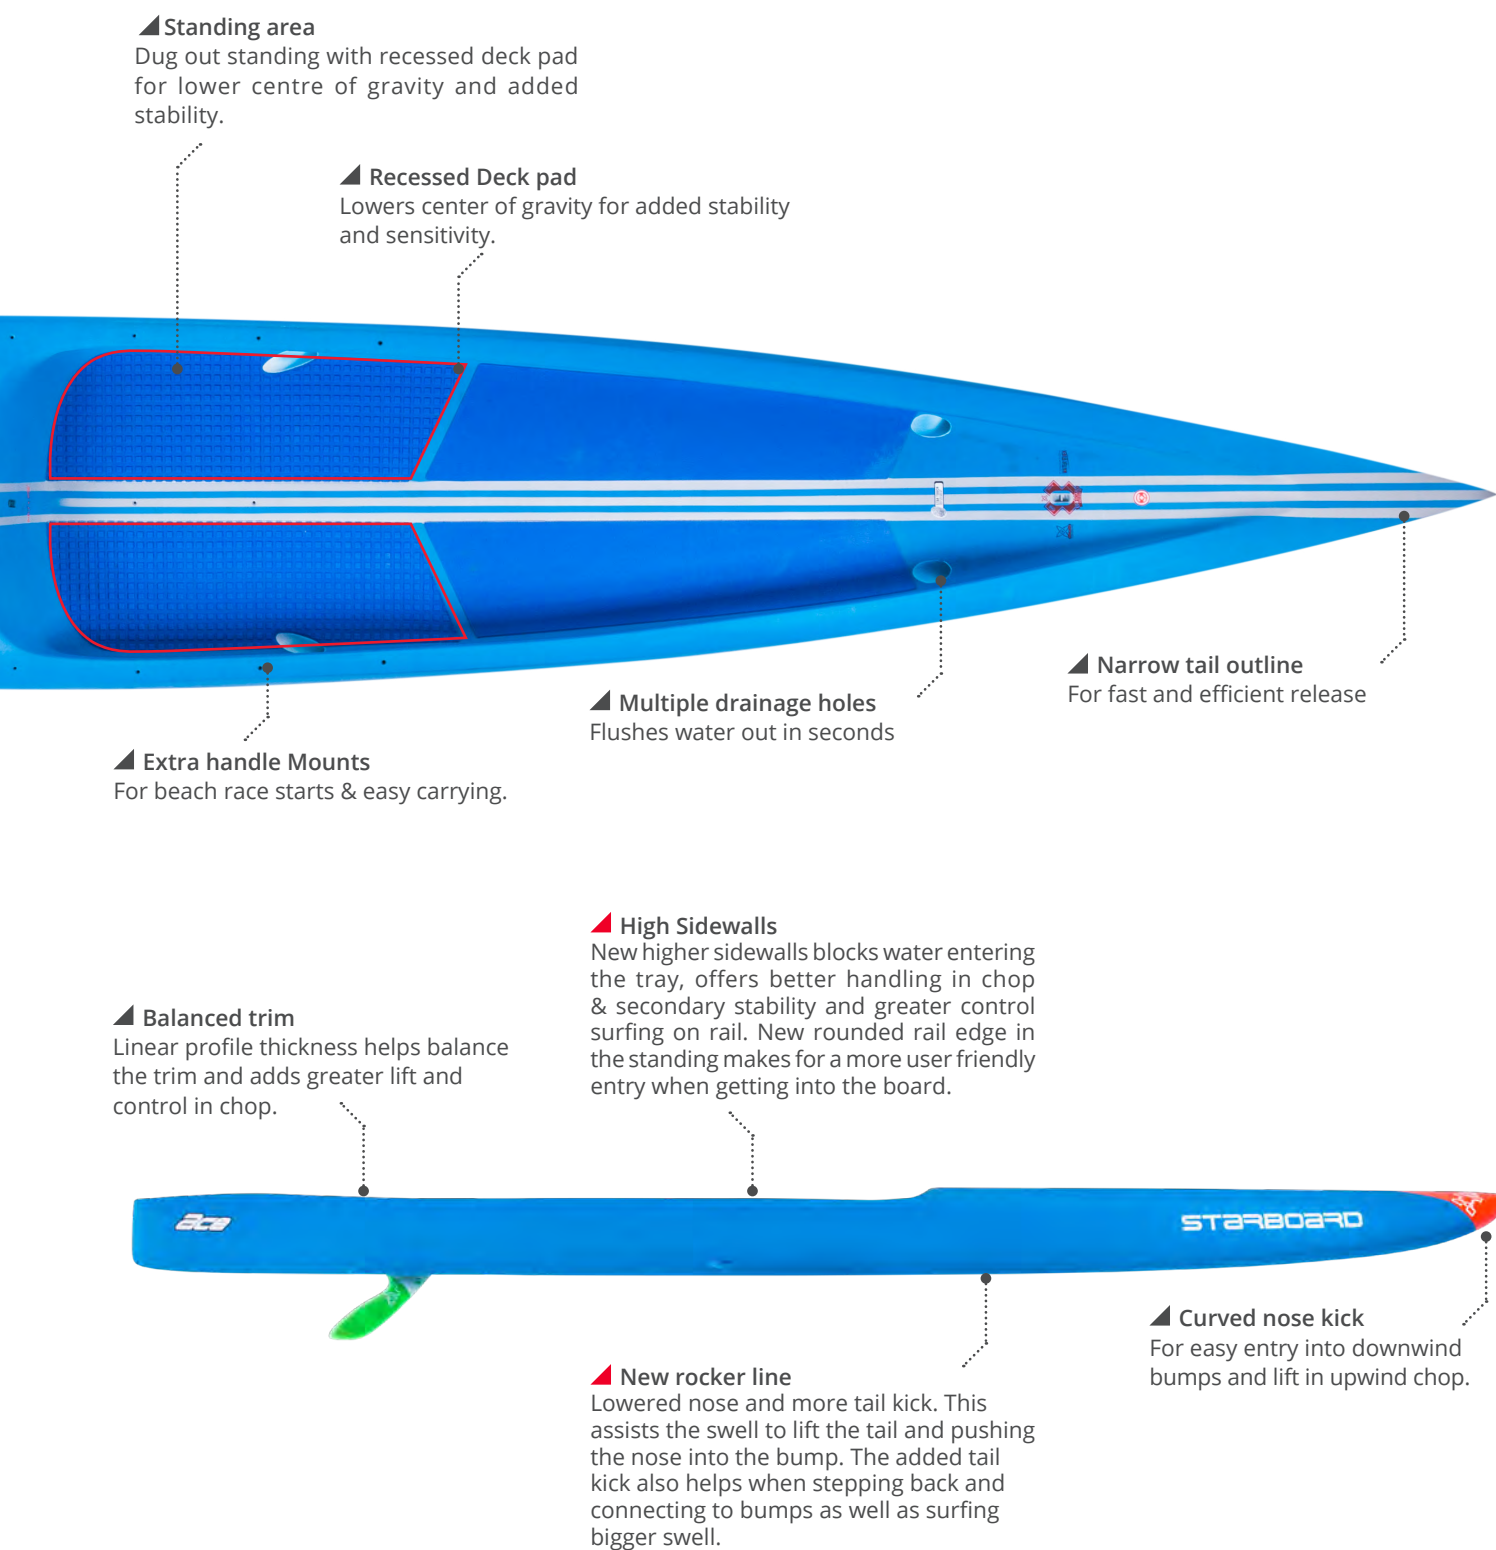 Standing area
Dug out standing with recessed deck pad
for lower centre of gravity and added
stability.
Recessed Deck pad
Lowers center of gravity for added stability
and sensitivity.
Narrow tail outline
For fast and efficient release
Multiple drainage holes
Flushes water out in seconds
Extra handle Mounts
For beach race starts & easy carrying.
High Sidewalls
New higher sidewalls blocks water entering
the tray, offers better handling in chop
& secondary stability and greater control
surfing on rail. New rounded rail edge in
the standing makes for a more user friendly
entry when getting into the board.
Balanced trim
Linear profile thickness helps balance
the trim and adds greater lift and
control in chop.
ace
STARBOARD
Curved nose kick
For easy entry into downwind
bumps and lift in upwind chop.
New rocker line
Lowered nose and more tail kick. This
assists the swell to lift the tail and pushing
the nose into the bump. The added tail
kick also helps when stepping back and
connecting to bumps as well as surfing
bigger swell.